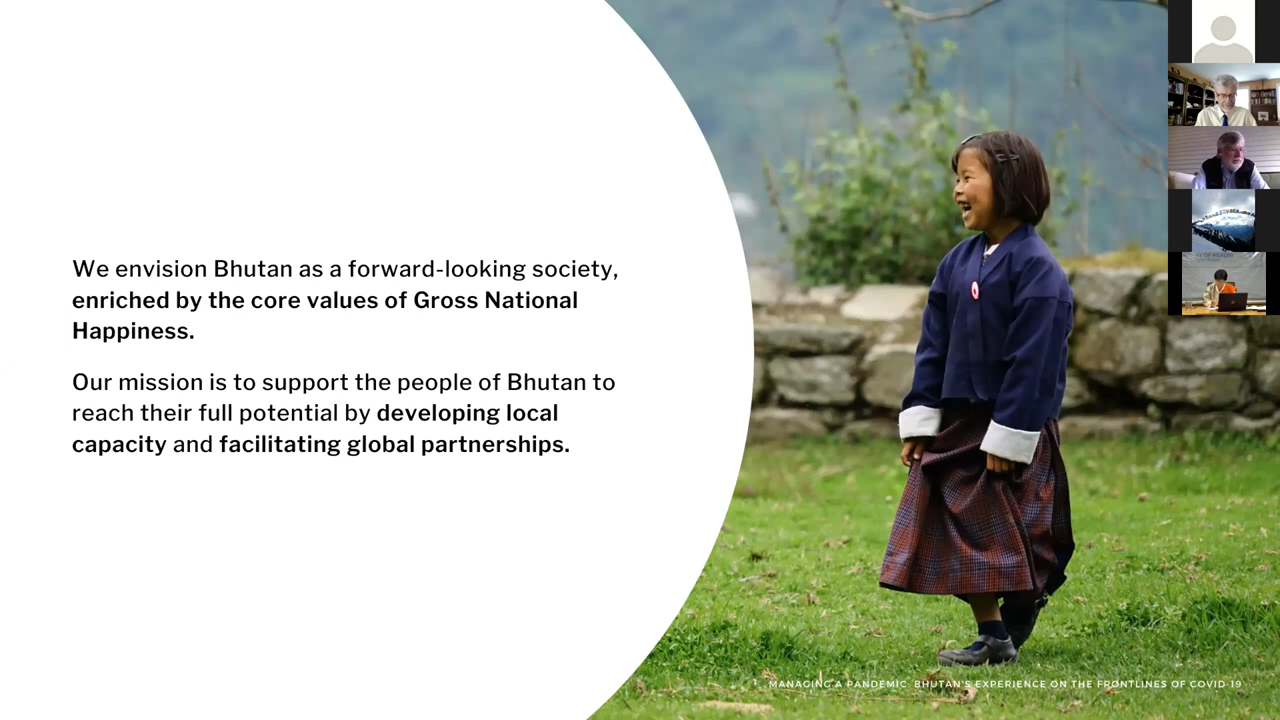 We envision Bhutan as a forward-looking society,
enriched by the core values of Gross National
Happiness.
Our mission is to support the people of Bhutan to
reach their full potential by developing local
capacity and facilitating global partnerships.
MANAGING A PANDEMIC: BHUTAN'S EXPERIENCE ON THE FRONTLINES OF COVID-19